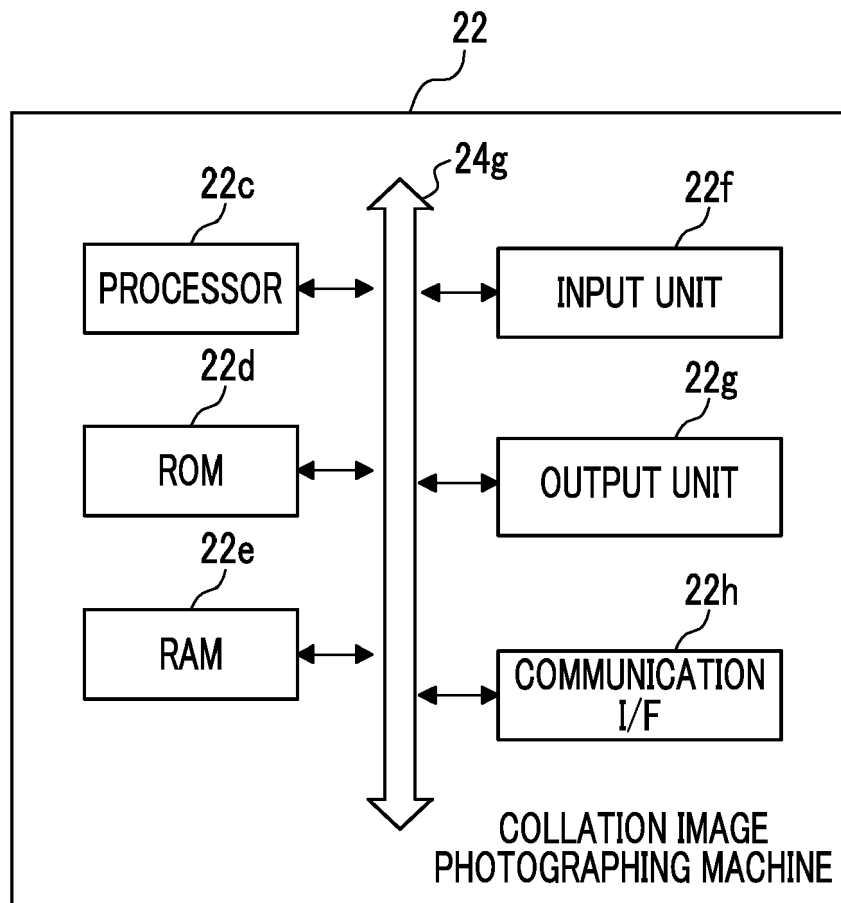 22
24g
22c
PROCESSOR
22f
INPUT UNIT
22d
ROM
22g
OUTPUT UNIT
22e
RAM
22h
COMMUNICATION
I/F
COLLATION IMAGE
PHOTOGRAPHING MACHINE